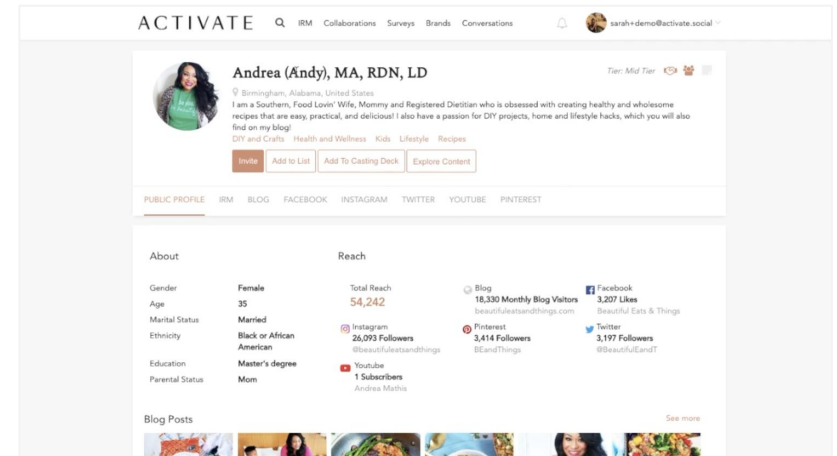 ACTIVATE IRM Collaborations Surveys Brands Conversations sarah+demo@activate.social
Andrea (Andy), MA, RDN, LD
Tier: Mid Tier
Birmingham, Alabama, United States
I am a Southern, Food Lovin' Wife, Mommy and Registered Dietitian who is obsessed with creating healthy and wholesome
recipes that are easy, practical, and delicious! I also have a passion for DIY projects, home and lifestyle hacks, which you will also
find on my blog!
DIY and Crafts Health and Wellness Kids Lifestyle Recipes
Invite Add to List Add To Casting Deck Explore Content
PUBLIC PROFILE IRM BLOG FACEBOOK INSTAGRAM TWITTER YOUTUBE PINTEREST
About
Gender Female
Age 35
Marital Status Married
Ethnicity Black or African
American
Education Master's degree
Parental Status Mom
Reach
Total Reach
54,242
Blog
18,330 Monthly Blog Visitors
beautifuleatsandthings.com
Facebook
3,207 Likes
Beautiful Eats & Things
Instagram
26,093 Followers
@beautifuleatsandthings
Pinterest
3,414 Followers
BEandThings
Twitter
3,197 Followers
@BeautifulEandT
Youtube
1 Subscribers
Andrea Mathis
Blog Posts
See more